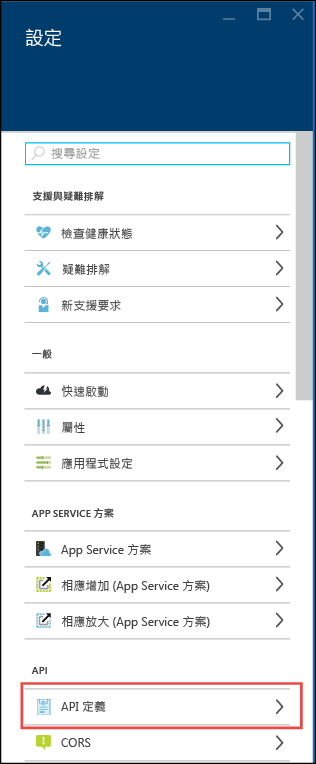 設定
搜尋設定
支援與疑難排解
檢查健康狀態
疑難排解
新支援要求
一般
快速啟動
屬性
應用程式設定
APP SERVICE 方案
App Service 方案
相應增加 (App Service 方案)
相應放大 (App Service 方案)
API
API 定義
CORS